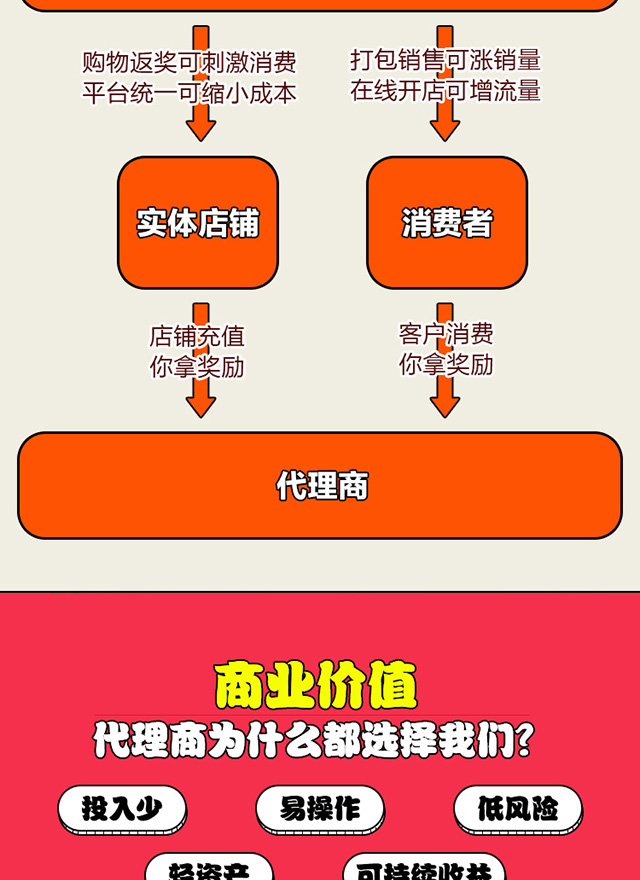 购物返奖可刺激消费
平台统一可缩小成本
打包销售可涨销量
在线开店可增流量
实体店铺
消费者
店铺充值
你拿奖励
客户消费
你拿奖励
代理商
商业价值
代理商为什么都选择我们?
投入少
易操作
低风险
轻资产
可持续收益